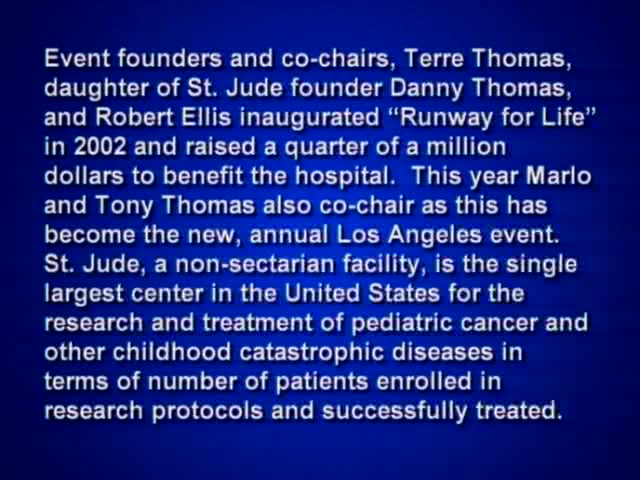 Event founders and co-chairs, Terre Thomas,
daughter of St. Jude founder Danny Thomas,
and Robert Ellis inaugurated “Runway for Life”
in 2002 and raised a quarter of a million
dollars to benefit the hospital.  This year Marlo
and Tony Thomas also co-chair as this has
become the new, annual Los Angeles event.
St. Jude, a non-sectarian facility, is the single
largest center in the United States for the
research and treatment of pediatric cancer and
other childhood catastrophic diseases in
terms of number of patients enrolled in
research protocols and successfully treated.